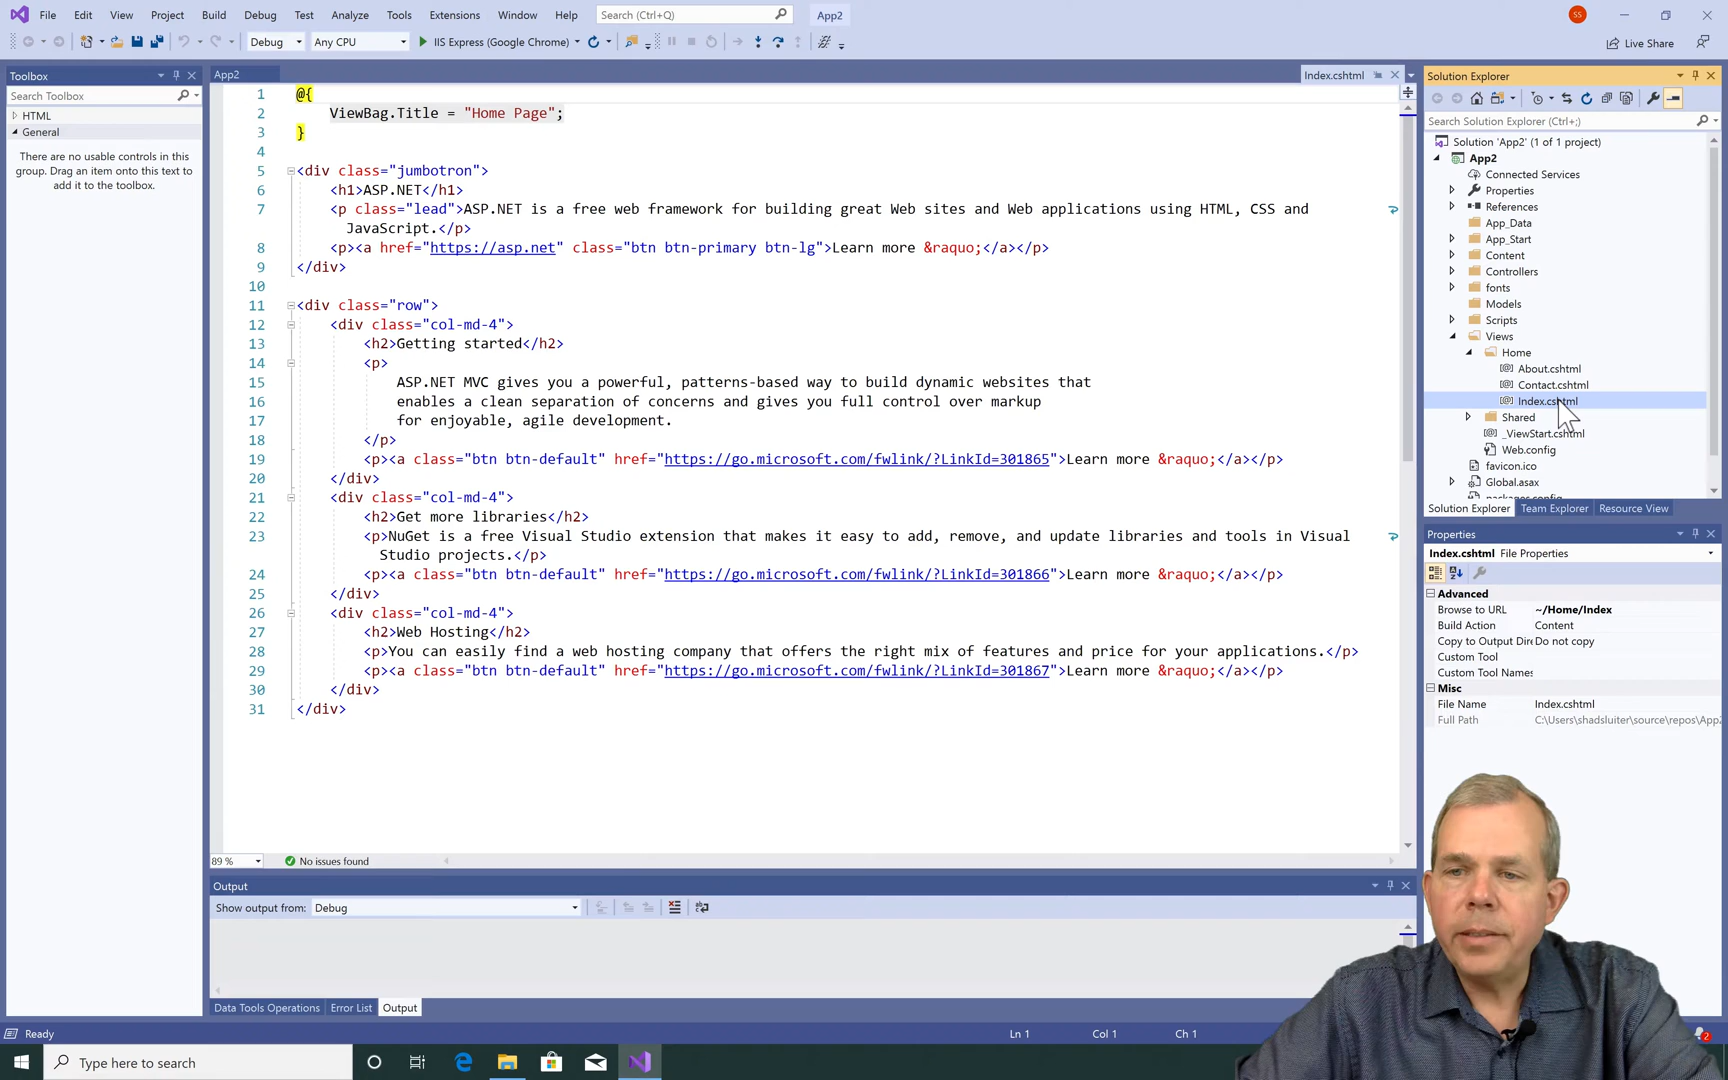 File Edit View Project Build Debug Test Analyze Tools Extensions Window Help Search (Ctrl+Q) App2 SS
Debug Any CPU IIS Express (Google Chrome) Live Share
Toolbox
Search Toolbox
HTML
General
There are no usable controls in this
group. Drag an item onto this text to
add it to the toolbox.
App2 Index.cshtml
1 @{
2 ViewBag.Title = "Home Page";
3 }
4
5 <div class="jumbotron">
6 <h1>ASP.NET</h1>
7 <p class="lead">ASP.NET is a free web framework for building great Web sites and Web applications using HTML, CSS and
JavaScript.</p>
8 <p><a href="https://asp.net" class="btn btn-primary btn-lg">Learn more &raquo;</a></p>
9 </div>
10
11 <div class="row">
12 <div class="col-md-4">
13 <h2>Getting started</h2>
14 <p>
15 ASP.NET MVC gives you a powerful, patterns-based way to build dynamic websites that
16 enables a clean separation of concerns and gives you full control over markup
17 for enjoyable, agile development.
18 </p>
19 <p><a class="btn btn-default" href="https://go.microsoft.com/fwlink/?LinkId=301865">Learn more &raquo;</a></p>
20 </div>
21 <div class="col-md-4">
22 <h2>Get more libraries</h2>
23 <p>NuGet is a free Visual Studio extension that makes it easy to add, remove, and update libraries and tools in Visual
Studio projects.</p>
24 <p><a class="btn btn-default" href="https://go.microsoft.com/fwlink/?LinkId=301866">Learn more &raquo;</a></p>
25 </div>
26 <div class="col-md-4">
27 <h2>Web Hosting</h2>
28 <p>You can easily find a web hosting company that offers the right mix of features and price for your applications.</p>
29 <p><a class="btn btn-default" href="https://go.microsoft.com/fwlink/?LinkId=301867">Learn more &raquo;</a></p>
30 </div>
31 </div>
89 % No issues found
Output
Show output from: Debug
Data Tools Operations Error List Output
Solution Explorer
Search Solution Explorer (Ctrl+;)
Solution 'App2' (1 of 1 project)
App2
Connected Services
Properties
References
App_Data
App_Start
Content
Controllers
fonts
Models
Scripts
Views
Home
About.cshtml
Contact.cshtml
Index.cshtml
Shared
_ViewStart.cshtml
Web.config
favicon.ico
Global.asax
packages.config
Solution Explorer Team Explorer Resource View
Properties
Index.cshtml File Properties
Advanced
Browse to URL ~/Home/Index
Build Action Content
Copy to Output Dire Do not copy
Custom Tool
Custom Tool Names
Misc
File Name Index.cshtml
Full Path C:\Users\shadsluiter\source\repos\App2
Ready Ln 1 Col 1 Ch 1 2
Type here to search